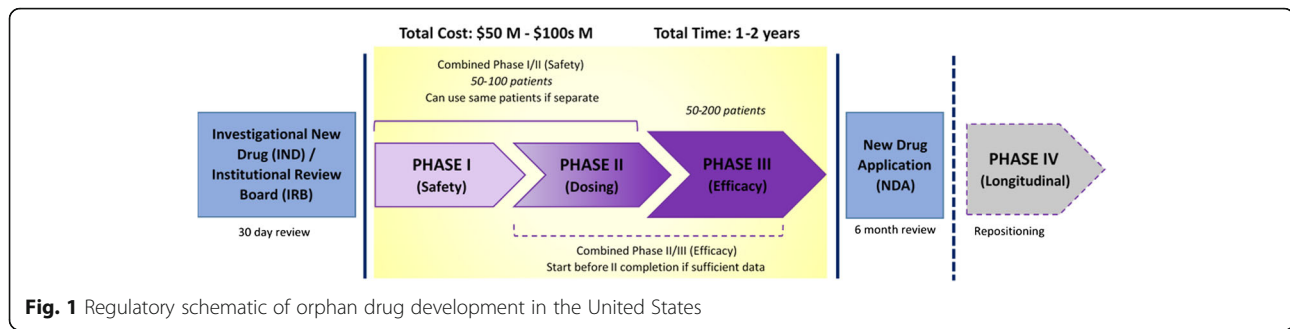 Total Cost: $50 M - $100s M
Total Time: 1-2 years
Combined Phase I/II (Safety)
50-100 patients
Can use same patients if separate
50-200 patients
Investigational New
Drug (IND) /
Institutional Review
Board (IRB)
30 day review
PHASE I
(Safety)
PHASE II
(Dosing)
PHASE III
(Efficacy)
Combined Phase II/III (Efficacy)
Start before II completion if sufficient data
New Drug
Application
(NDA)
6 month review
PHASE IV
(Longitudinal)
Repositioning
Fig. 1 Regulatory schematic of orphan drug development in the United States